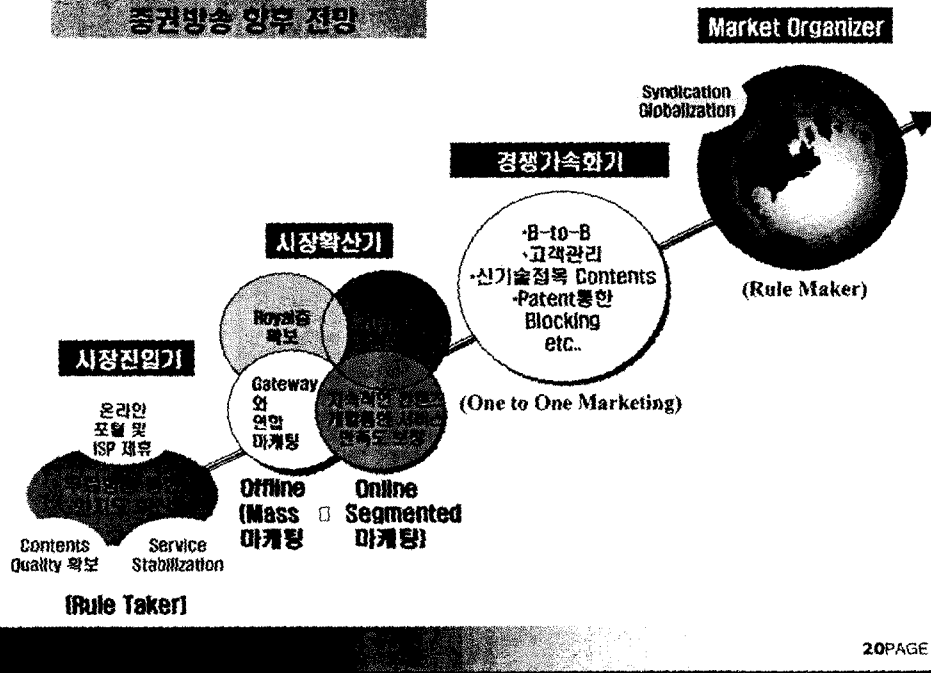 증권방송 향후 전망
Market Organizer
Syndication
Globalization
(Rule Maker)
경쟁가속화기
·B-to-B
·고객관리
·신기술접목 Contents
·Patent통한
Blocking
etc..
(One to One Marketing)
시장확산기
Royal층
확보
Gateway
와
연합
마케팅
Offline
(Mass
마케팅
Online
Segmented
마케팅)
시장진입기
온라인
포털 및
ISP 제휴
Contents
Quality 확보
Service
Stabilization
(Rule Taker)
20PAGE